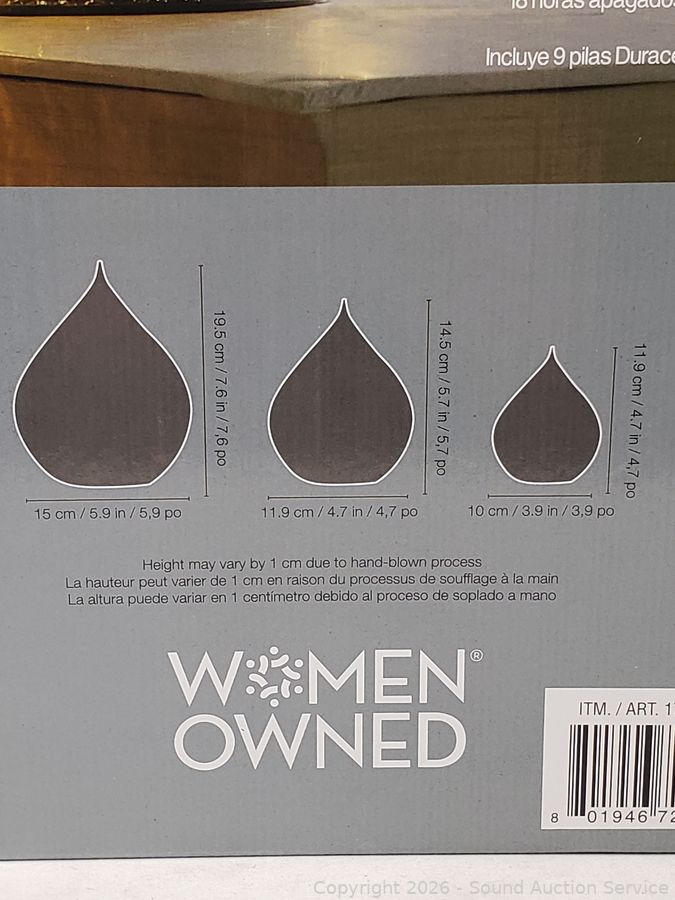 18 horas apagado
Incluye 9 pilas Durace
19.5 cm / 7.6 in / 7,6 po
14.5 cm / 5.7 in / 5,7 po
11.9 cm / 4.7 in / 4,7 po
15 cm / 5.9 in / 5,9 po
11.9 cm / 4.7 in / 4,7 po
10 cm / 3.9 in / 3,9 po
Height may vary by 1 cm due to hand-blown process
La hauteur peut varier de 1 cm en raison du processus de soufflage à la main
La altura puede variar en 1 centímetro debido al proceso de soplado a mano
WOMEN®
OWNED
ITM. / ART. 1
8 01946 72
Copyright 2026 - Sound Auction Service